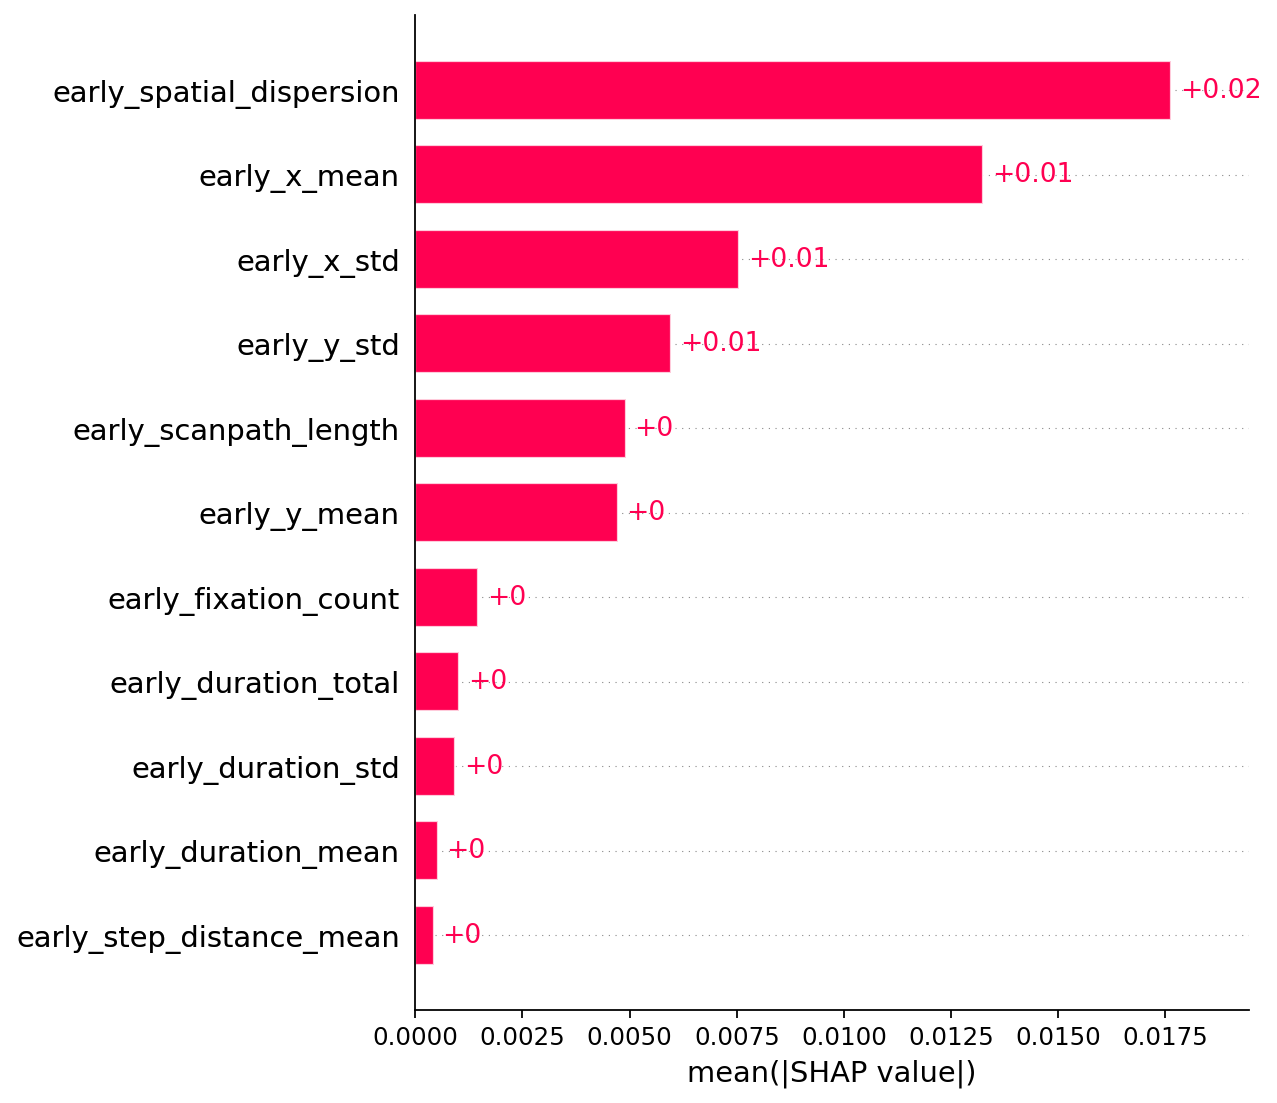 early_spatial_dispersion +0.02
early_x_mean +0.01
early_x_std +0.01
early_y_std +0.01
early_scanpath_length +0
early_y_mean +0
early_fixation_count +0
early_duration_total +0
early_duration_std +0
early_duration_mean +0
early_step_distance_mean +0
0.0000 0.0025 0.0050 0.0075 0.0100 0.0125 0.0150 0.0175
mean(|SHAP value|)